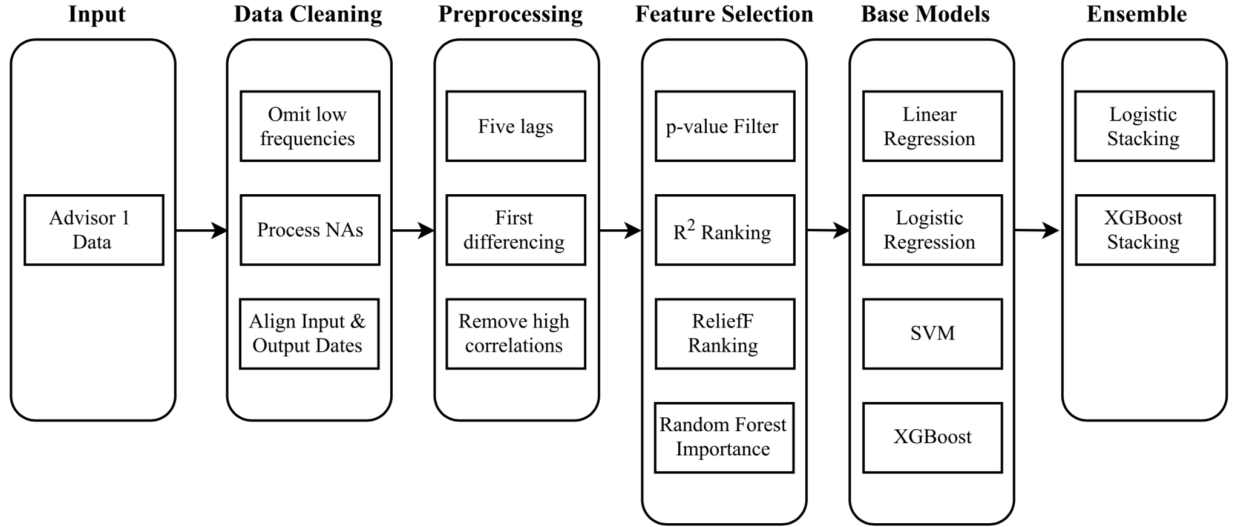 Input
Advisor 1
Data
Data Cleaning
Omit low
frequencies
Process NAs
Align Input &
Output Dates
Preprocessing
Five lags
First
differencing
Remove high
correlations
Feature Selection
p-value Filter
R² Ranking
ReliefF
Ranking
Random Forest
Importance
Base Models
Linear
Regression
Logistic
Regression
SVM
XGBoost
Ensemble
Logistic
Stacking
XGBoost
Stacking